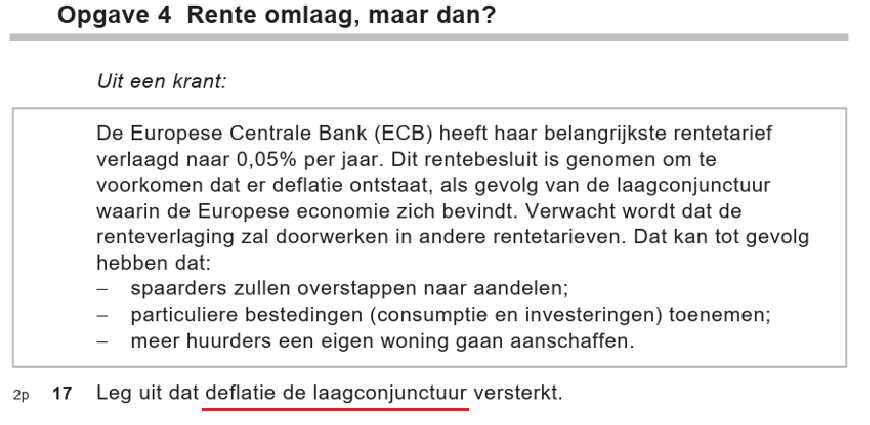 Opgave 4 Rente omlaag, maar dan?
Uit een krant:
De Europese Centrale Bank (ECB) heeft haar belangrijkste rentetarief
verlaagd naar 0,05% per jaar. Dit rentebesluit is genomen om te
voorkomen dat er deflatie ontstaat, als gevolg van de laagconjunctuur
waarin de Europese economie zich bevindt. Verwacht wordt dat de
renteverlaging zal doorwerken in andere rentetarieven. Dat kan tot gevolg
hebben dat:
– spaarders zullen overstappen naar aandelen;
– particuliere bestedingen (consumptie en investeringen) toenemen;
– meer huurders een eigen woning gaan aanschaffen.
2p 17 Leg uit dat deflatie de laagconjunctuur versterkt.